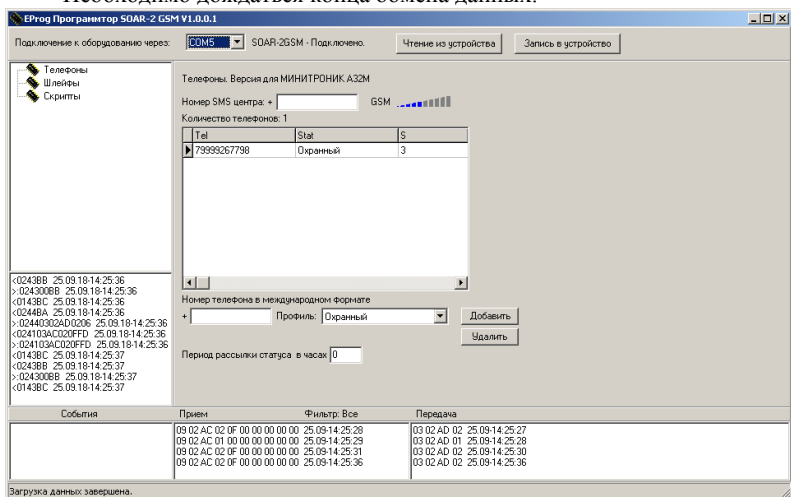 Необходимо дождаться конца обмена данных.
EProg Программтор SOAR-2 GSM V1.0.0.1
Подключение к оборудованию через: COM5 SOAR-2GSM - Подключено. Чтение из устройства Запись в устройство
Телефоны
Шлейфы
Скрипты
Телефоны. Версия для МИНИТРОНИК А32М
Номер SMS центра: + GSM
Количество телефонов: 1
Tel Stat S
79999267798 Охранный 3
Номер телефона в международном формате
+ Профиль: Охранный Добавить
Удалить
Период рассылки статуса в часах 0
<0243BB 25.09.18-14:25:36
>:024300BB 25.09.18-14:25:36
<0143BC 25.09.18-14:25:36
<0244BA 25.09.18-14:25:36
>:02440302AD0206 25.09.18-14:25:36
<024103AC020FFD 25.09.18-14:25:36
>:024103AC020FFD 25.09.18-14:25:36
<0143BC 25.09.18-14:25:37
<0243BB 25.09.18-14:25:37
>:024300BB 25.09.18-14:25:37
<0143BC 25.09.18-14:25:37
События Прием Фильтр: Все Передача
09 02 AC 02 0F 00 00 00 00 00 25.09-14:25:28 03 02 AD 02 25.09-14:25:27
09 02 AC 01 00 00 00 00 00 00 25.09-14:25:29 03 02 AD 01 25.09-14:25:28
09 02 AC 02 0F 00 00 00 00 00 25.09-14:25:31 03 02 AD 02 25.09-14:25:30
09 02 AC 02 0F 00 00 00 00 00 25.09-14:25:36 03 02 AD 02 25.09-14:25:36
Загрузка данных завершена.